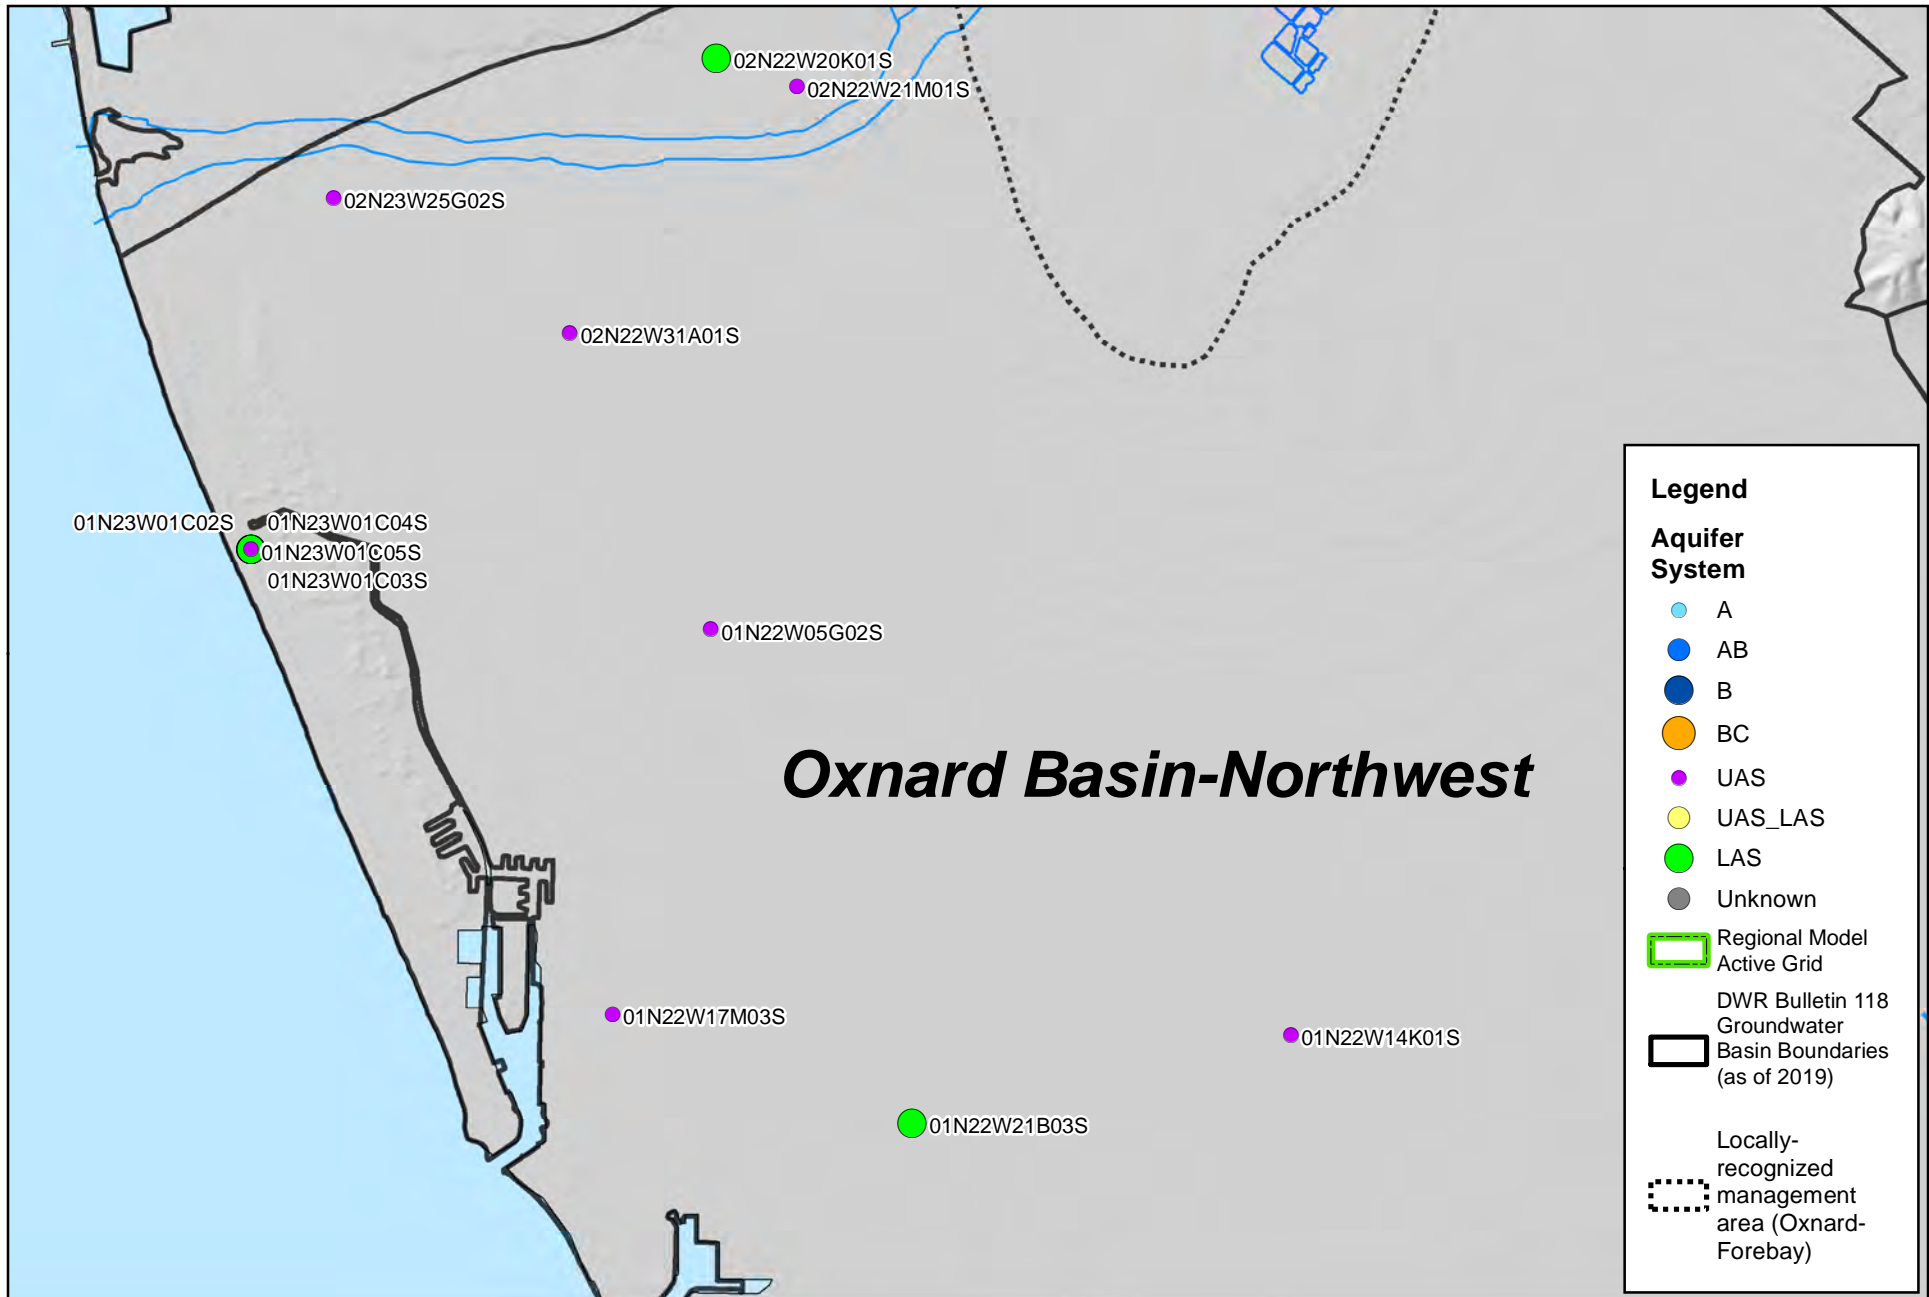 02N22W20K01S
02N22W21M01S
02N23W25G02S
02N22W31A01S
01N23W01C02S
01N23W01C04S
01N23W01C05S
01N23W01C03S
01N22W05G02S
Oxnard Basin-Northwest
01N22W17M03S
01N22W14K01S
01N22W21B03S
Legend
Aquifer
System
A
AB
B
BC
UAS
UAS_LAS
LAS
Unknown
Regional Model
Active Grid
DWR Bulletin 118
Groundwater
Basin Boundaries
(as of 2019)
Locally-
recognized
management
area (Oxnard-
Forebay)